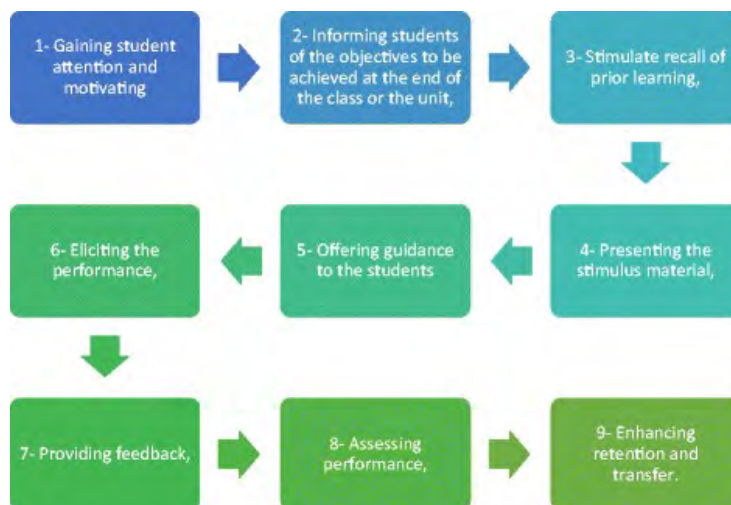 1- Gaining student
attention and
motivating
2- Informing students
of the objectives to be
achieved at the end of
the class or the unit,
3- Stimulate recall of
prior learning,
4- Presenting the
stimulus material,
5- Offering guidance
to the students
6- Eliciting the
performance,
7- Providing feedback,
8- Assessing
performance,
9- Enhancing
retention and
transfer.